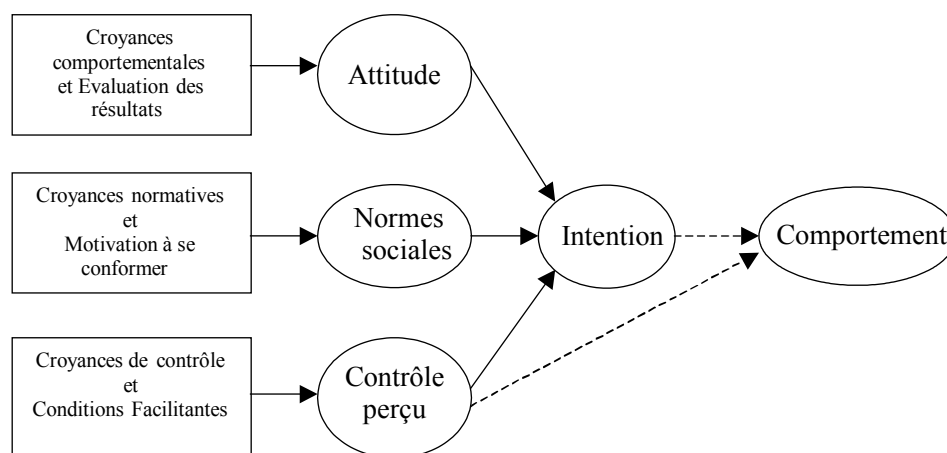 Croyances
comportementales
et Evaluation des
résultats
Attitude
Croyances normatives
et
Motivation à se
conformer
Normes
sociales
Intention
Comportement
Croyances de contrôle
et
Conditions Facilitantes
Contrôle
perçu